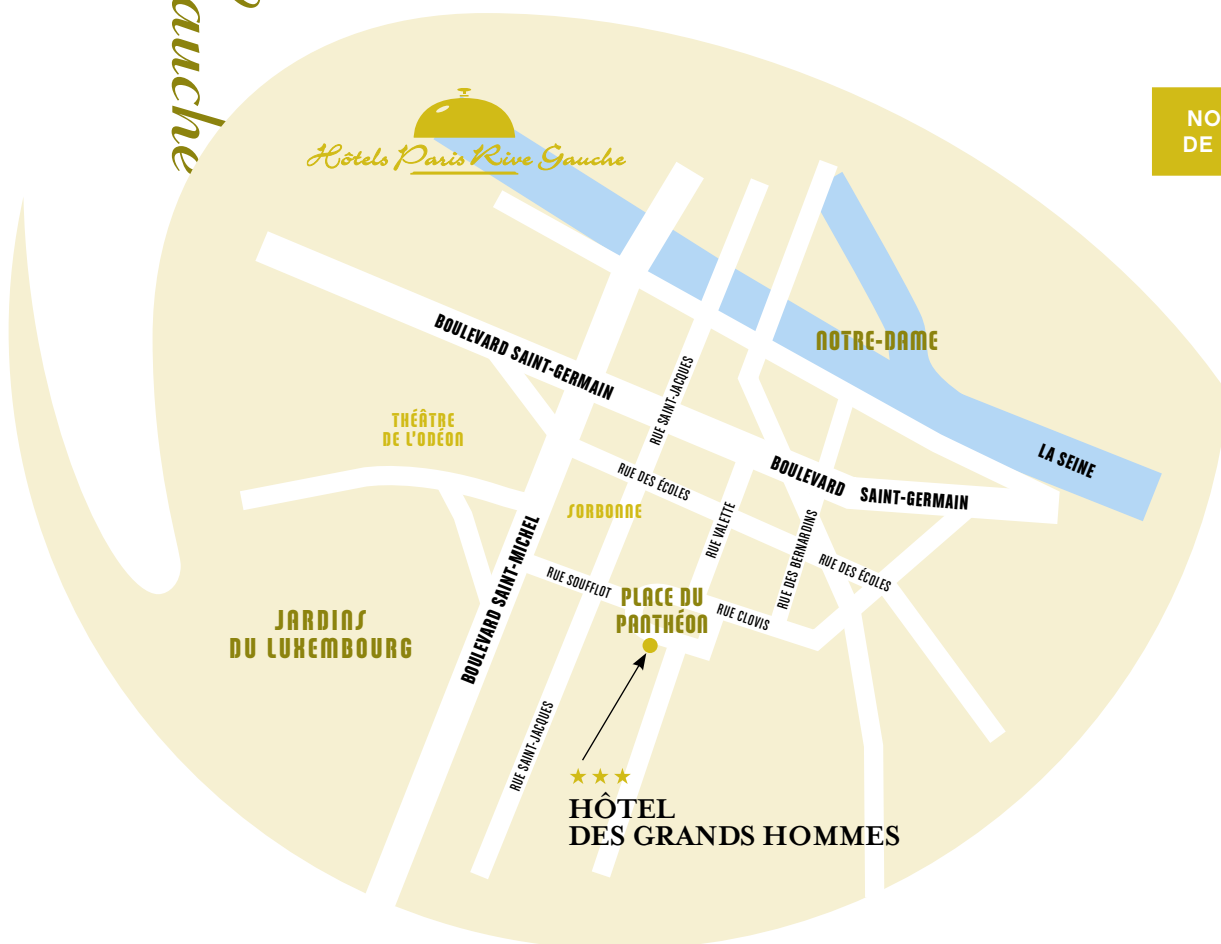 auche
Hôtels Paris Rive Gauche
NO
DE
BOULEVARD SAINT-GERMAIN
NOTRE-DAME
RUE SAINT-JACQUES
THÉÂTRE
DE L'ODÉON
LA SEINE
BOULEVARD SAINT-GERMAIN
RUE DES ÉCOLES
SORBONNE
RUE VALETTE
RUE DES BERNARDINS
RUE DES ÉCOLES
BOULEVARD SAINT-MICHEL
RUE SOUFFLOT
PLACE DU
PANTHÉON
RUE CLOVIS
JARDINS
DU LUXEMBOURG
RUE SAINT-JACQUES
★★★
HÔTEL
DES GRANDS HOMMES